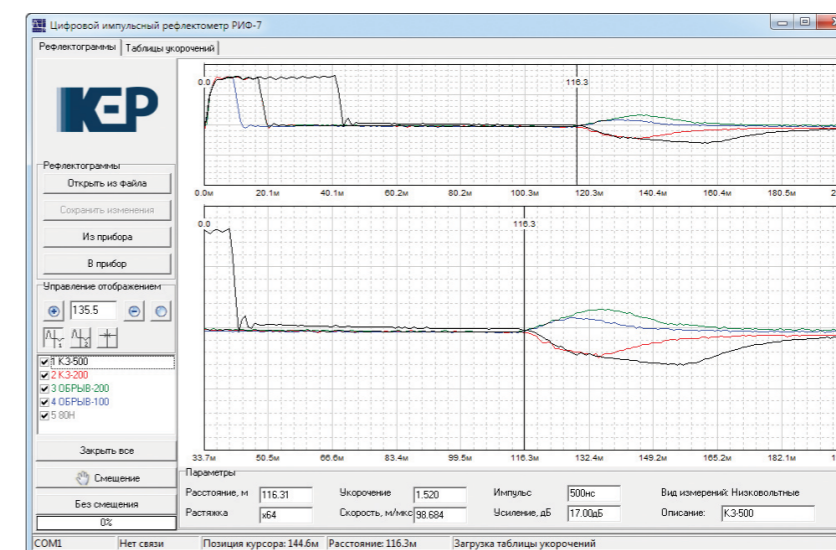 Цифровой импульсный рефлектометр РИФ-7
Рефлектограммы Таблицы укорочений
КЕР
Рефлектограммы
Открыть из файла
Сохранить изменения
Из прибора
В прибор
Управление отображением
135.5
1 КЗ-500
2 КЗ-200
3 ОБРЫВ-200
4 ОБРЫВ-100
5 80Н
Закрыть все
Смещение
Без смещения
0%
0.0 116.3
0.0м 20.1м 40.1м 60.2м 80.2м 100.3м 120.3м 140.4м 160.4м 180.5м
0.0 116.3
33.7м 50.5м 66.6м 83.4м 99.5м 116.3м 132.4м 149.2м 165.2м 182.1м
Параметры
Расстояние, м 116.31 Укорочение 1.520 Импульс 500нс Вид измерений: Низковольтные
Растяжка x64 Скорость, м/мкс 98.684 Усиление, дБ 17.00дБ Описание: КЗ-500
COM1 Нет связи Позиция курсора: 144.6м Расстояние: 116.3м Загрузка таблицы укорочений